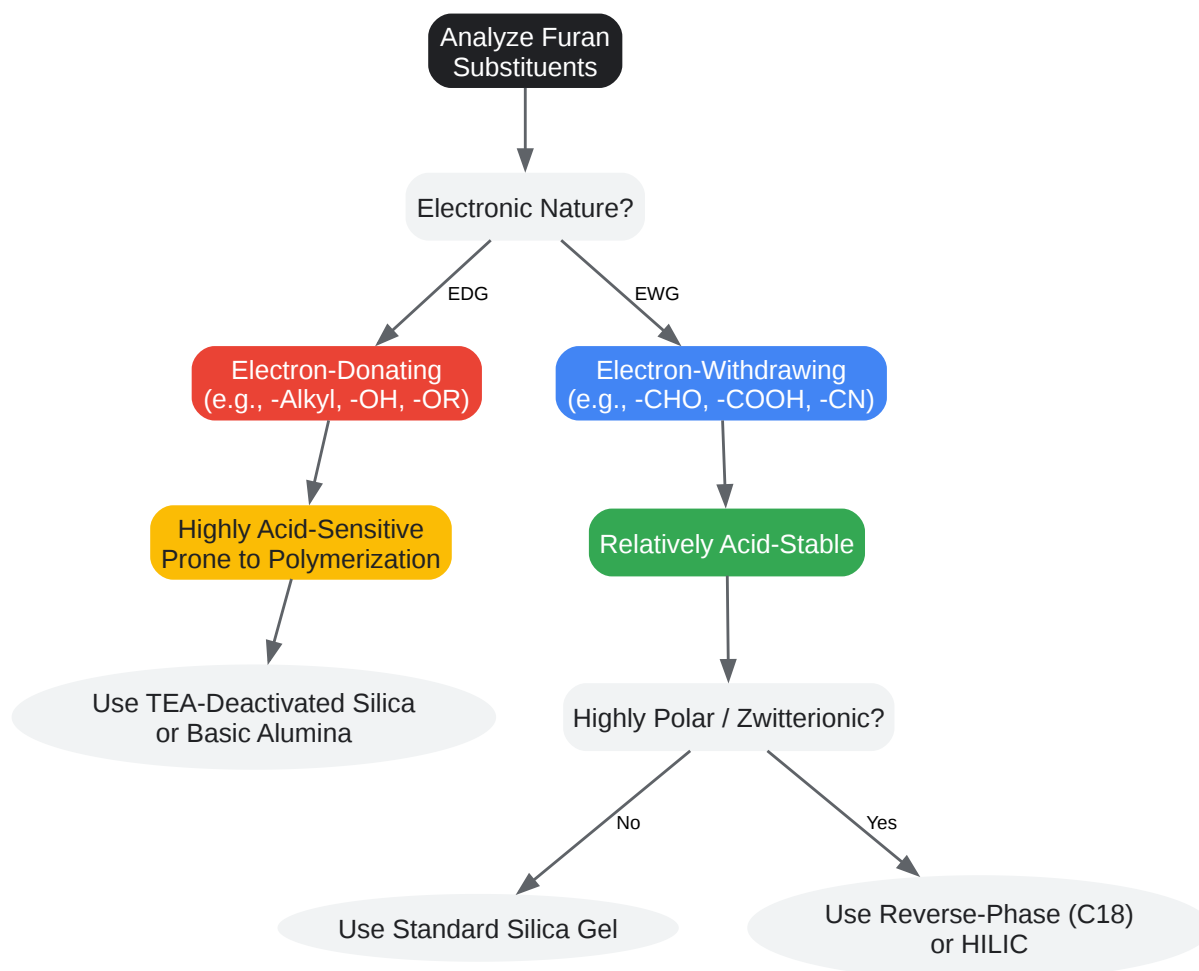 Analyze Furan
Substituents
Electronic Nature?
EDG
EWG
Electron-Donating
(e.g., -Alkyl, -OH, -OR)
Electron-Withdrawing
(e.g., -CHO, -COOH, -CN)
Highly Acid-Sensitive
Prone to Polymerization
Relatively Acid-Stable
Use TEA-Deactivated Silica
or Basic Alumina
Highly Polar / Zwitterionic?
No
Yes
Use Standard Silica Gel
Use Reverse-Phase (C18)
or HILIC